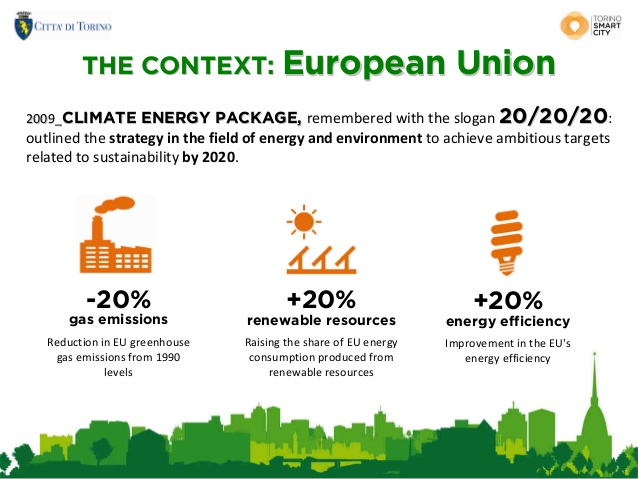 CITTA' DI TORINO
TORINO
SMART
CITY
THE CONTEXT: European Union
2009_CLIMATE ENERGY PACKAGE, remembered with the slogan 20/20/20:
outlined the strategy in the field of energy and environment to achieve ambitious targets
related to sustainability by 2020.
-20%
gas emissions
Reduction in EU greenhouse
gas emissions from 1990
levels
+20%
renewable resources
Raising the share of EU energy
consumption produced from
renewable resources
+20%
energy efficiency
Improvement in the EU's
energy efficiency